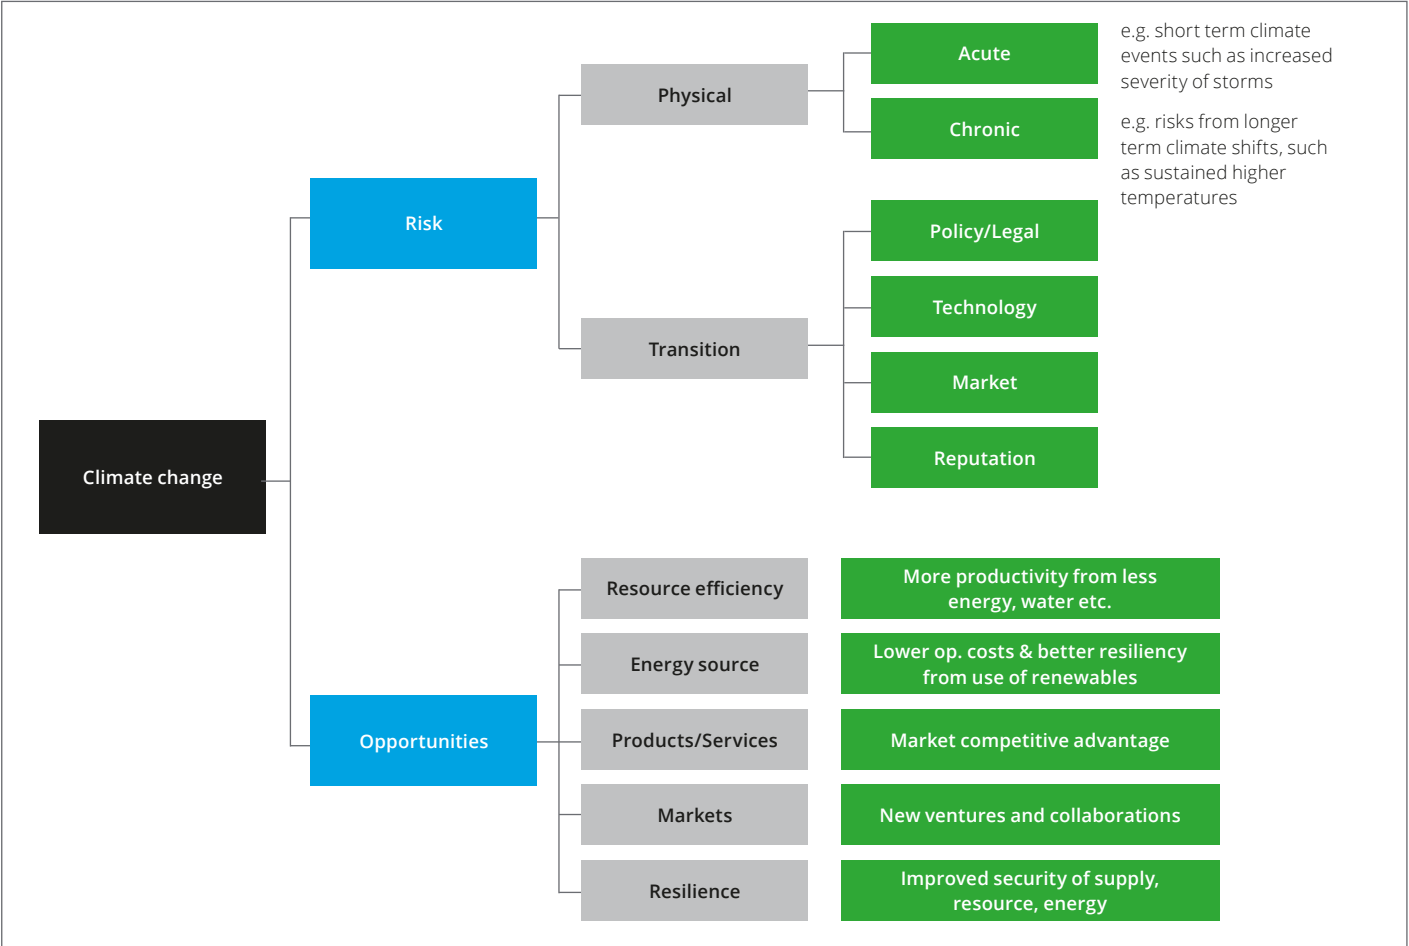 Acute
e.g. short term climate
events such as increased
severity of storms
Physical
Chronic
e.g. risks from longer
term climate shifts, such
as sustained higher
temperatures
Risk
Policy/Legal
Technology
Transition
Market
Reputation
Climate change
Resource efficiency
More productivity from less
energy, water etc.
Energy source
Lower op. costs & better resiliency
from use of renewables
Opportunities
Products/Services
Market competitive advantage
Markets
New ventures and collaborations
Resilience
Improved security of supply,
resource, energy